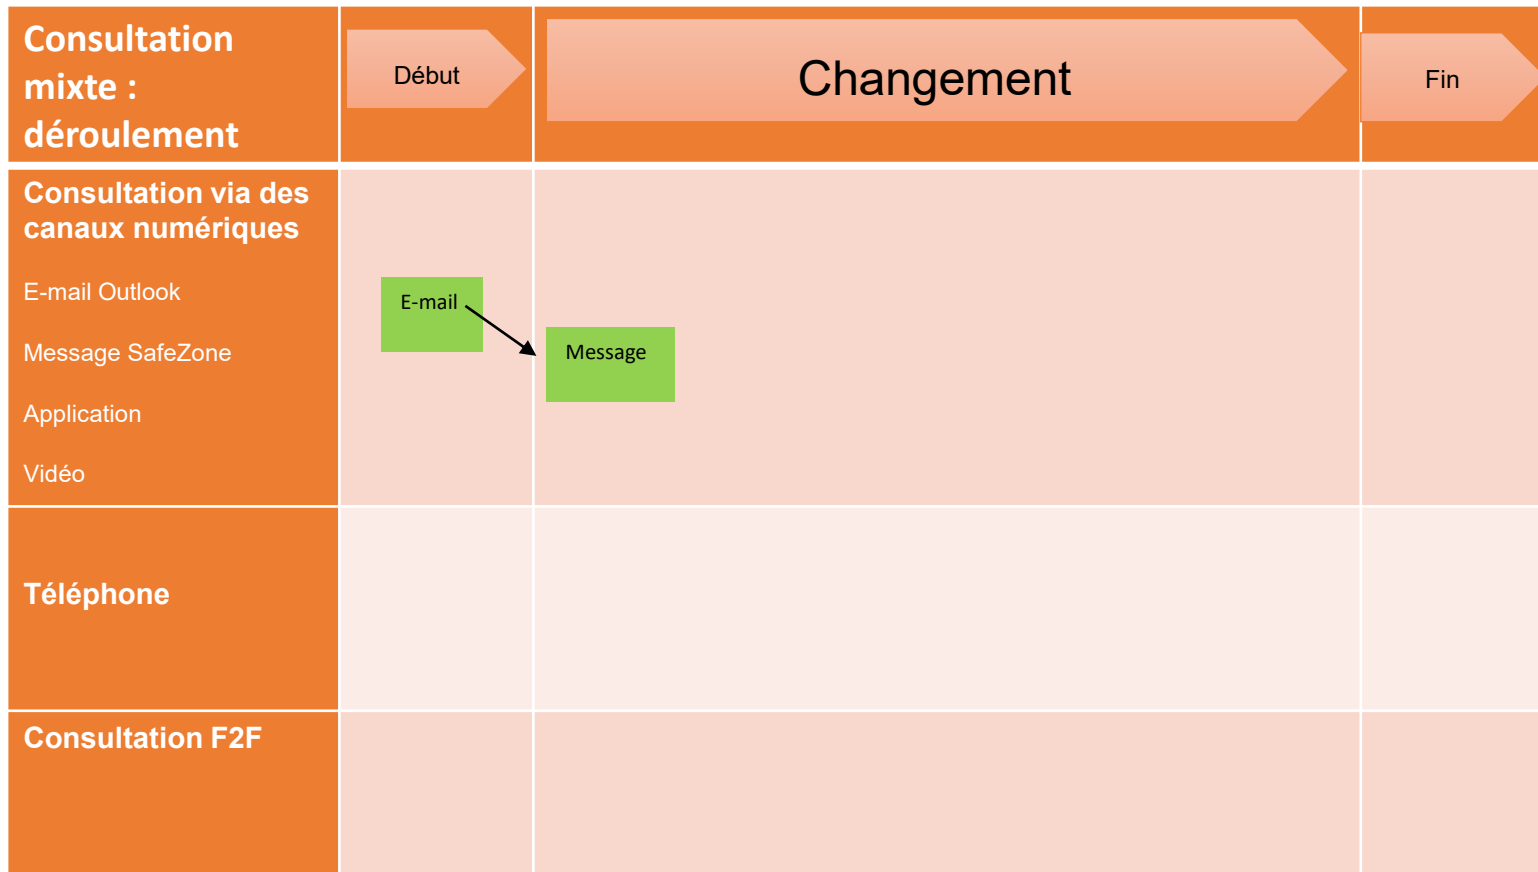 Consultation
mixte :
déroulement
Début
Changement
Fin
Consultation via des
canaux numériques
E-mail Outlook
Message SafeZone
Application
Vidéo
E-mail
Message
Téléphone
Consultation F2F